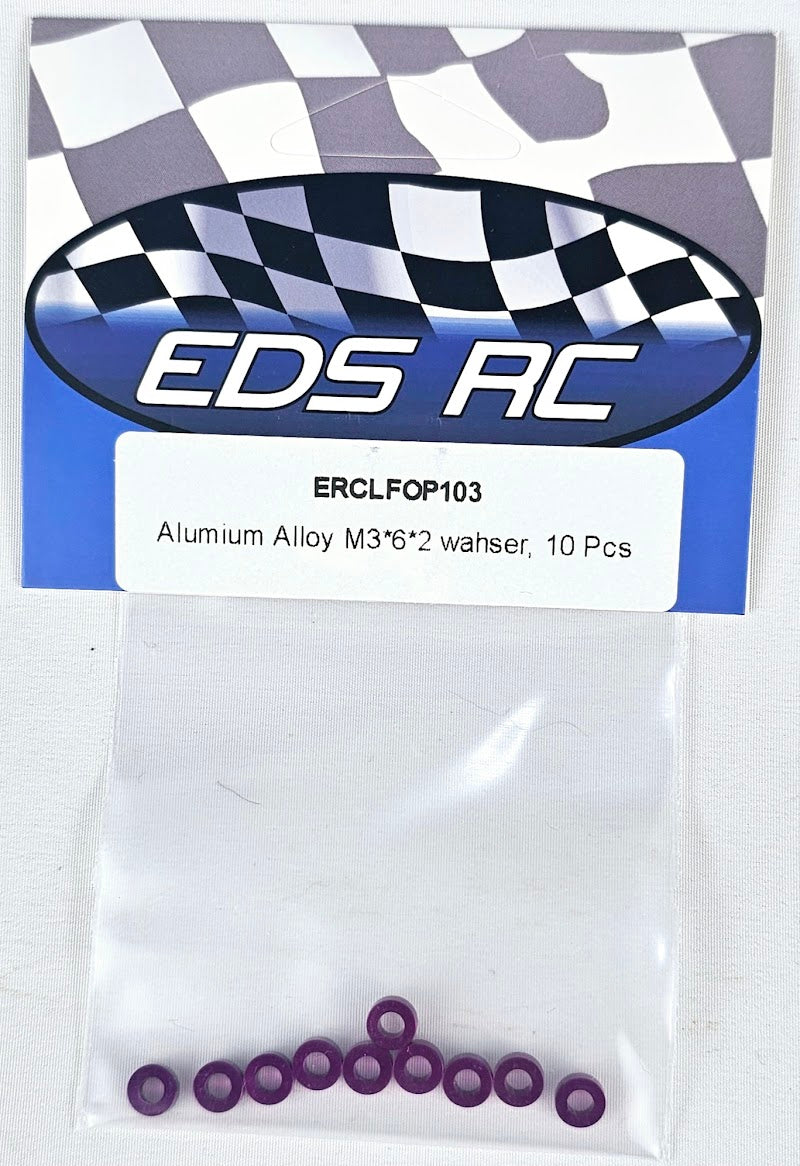 EDS RC
ERCLFOP103
Alumium Alloy M3*6*2 wahser, 10 Pcs